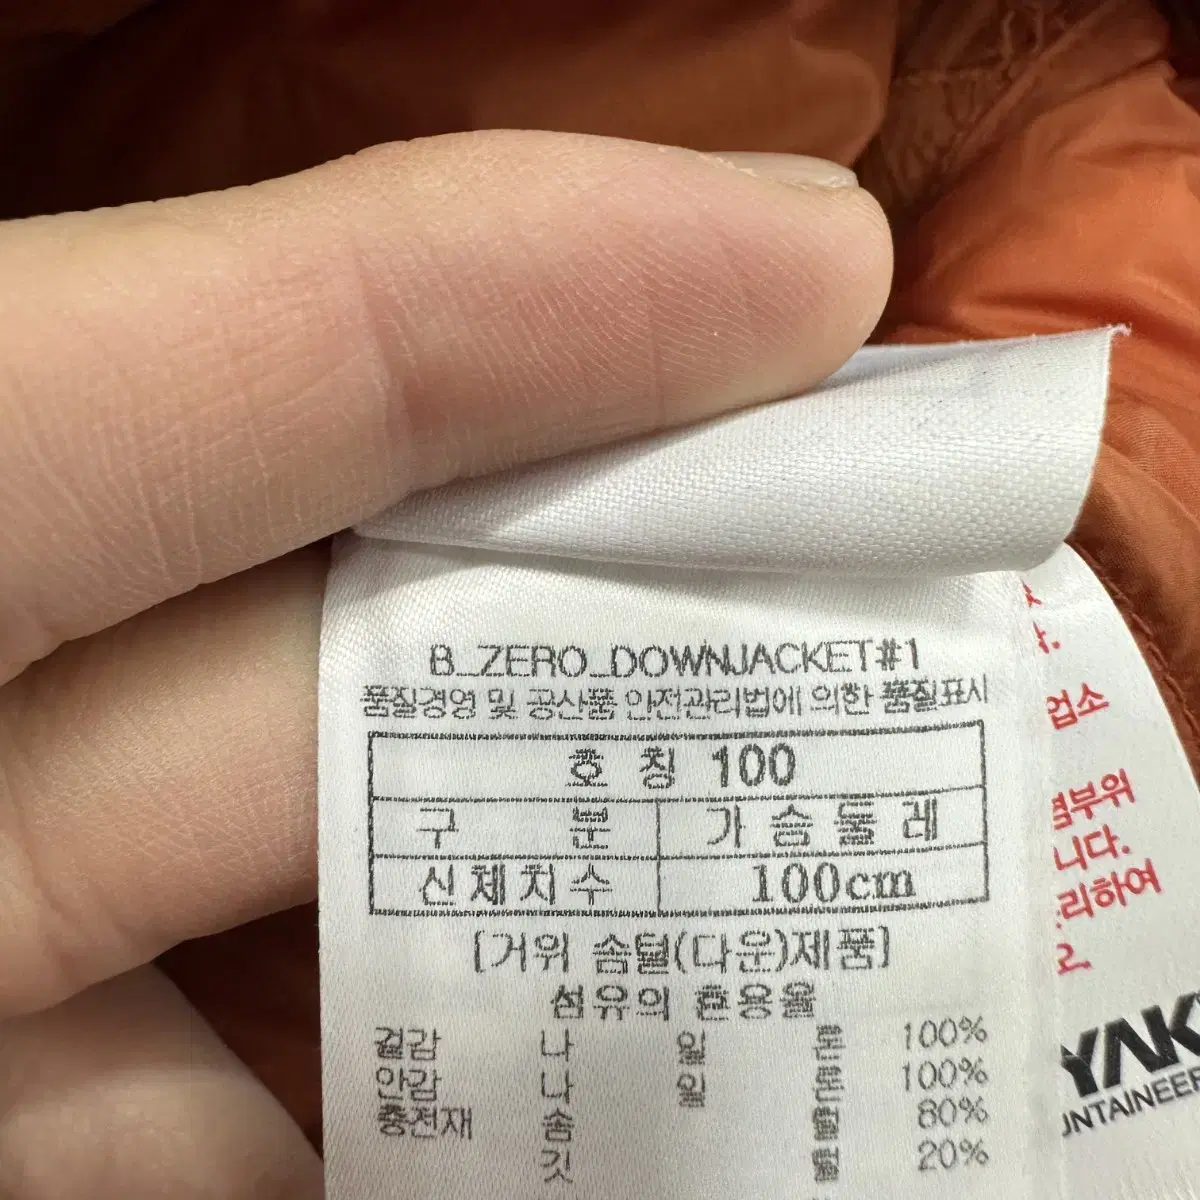 B_ZERO_DOWNJACKET#1
품질경영 및 공산품 안전관리법에 의한 품질표시
호 칭 100
구 분 가 슴 둘 레
신 체 치 수 100cm
[거위 솜털(다운)제품]
섬유의 혼용율
겉감 나 일 론 100%
안감 나 일 론 100%
충전재 솜 털 80%
깃 털 20%
업소
염부위
니다.
리하여
오.
YAK
UNTAINEER